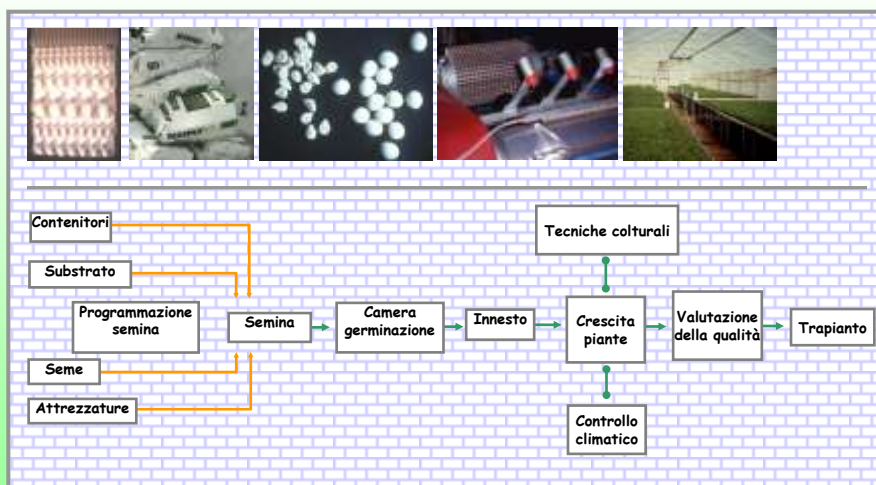 Contenitori
Substrato
Programmazione
semina
Seme
Attrezzature
Semina
Camera
germinazione
Innesto
Tecniche colturali
Crescita
piante
Controllo
climatico
Valutazione
della qualità
Trapianto